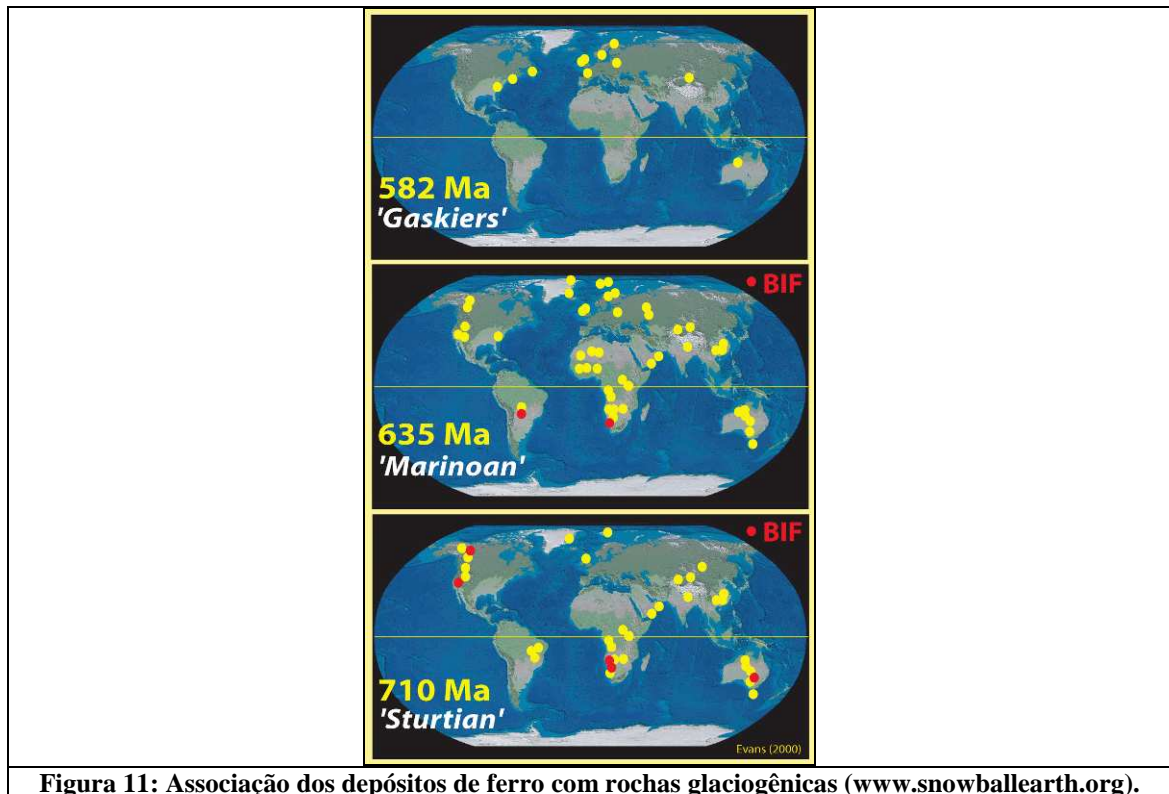 582 Ma
'Gaskiers'
BIF
635 Ma
'Marinoan'
BIF
710 Ma
'Sturtian'
Evans (2000)
Figura 11: Associação dos depósitos de ferro com rochas glaciogênicas (www.snowballearth.org).